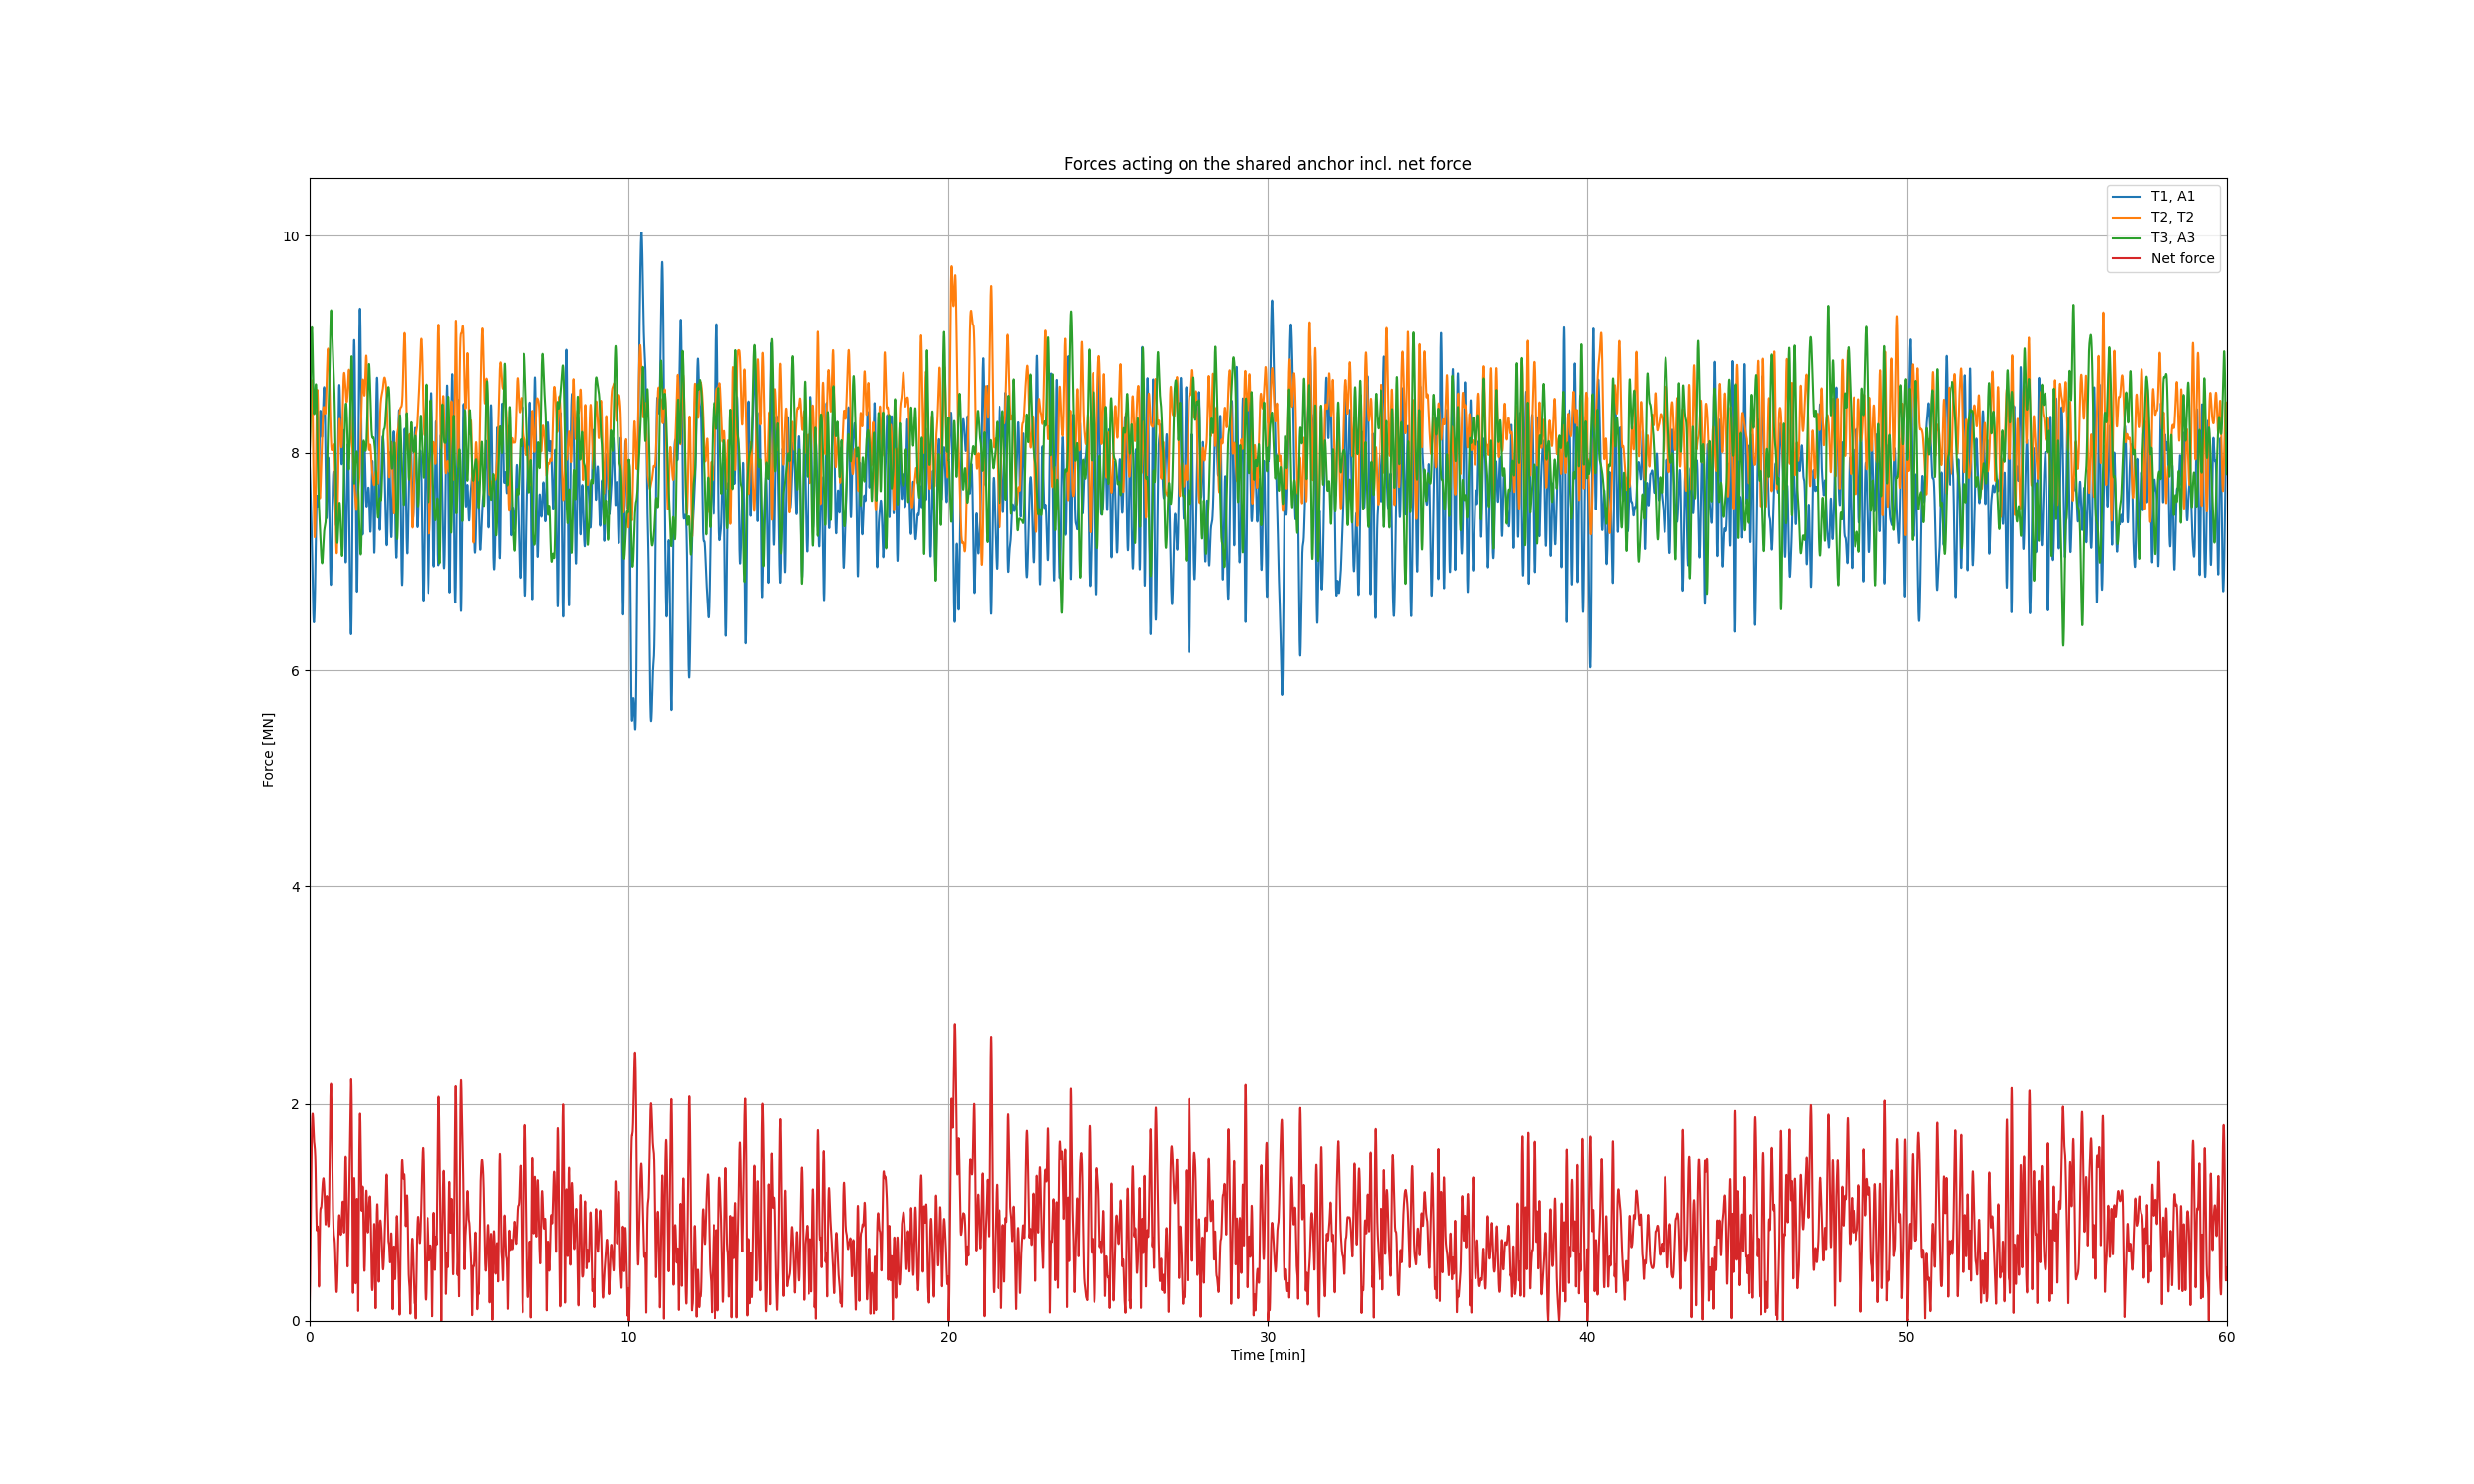 Forces acting on the shared anchor incl. net force
T1, A1
T2, T2
T3, A3
Net force
10
8
6
4
2
0
Force [MN]
0 10 20 30 40 50 60
Time [min]